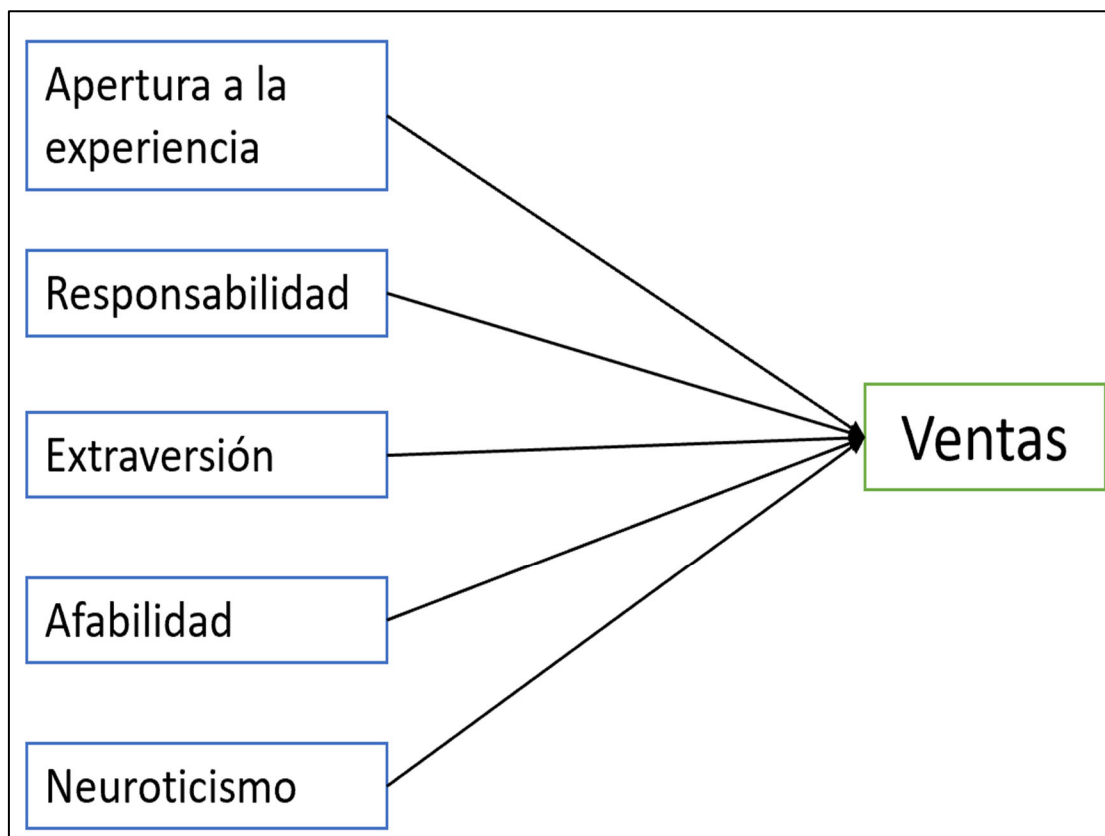 Apertura a la
experiencia
Responsabilidad
Extraversión
Afabilidad
Neuroticismo
Ventas